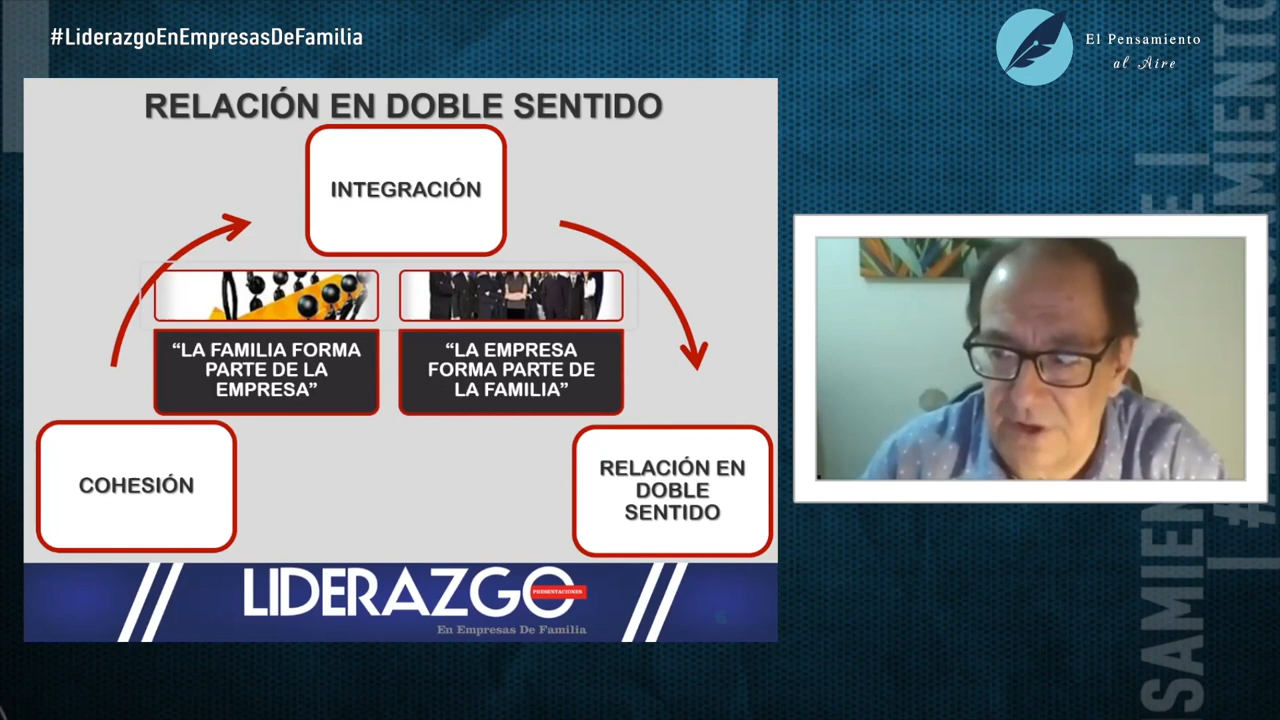 #LiderazgoEnEmpresasDeFamilia
El Pensamiento
al Aire
RELACIÓN EN DOBLE SENTIDO
INTEGRACIÓN
“LA FAMILIA FORMA
PARTE DE LA
EMPRESA”
“LA EMPRESA
FORMA PARTE DE
LA FAMILIA”
COHESIÓN
RELACIÓN EN
DOBLE
SENTIDO
LIDERAZGO
PRESENTACIONES
En Empresas De Familia